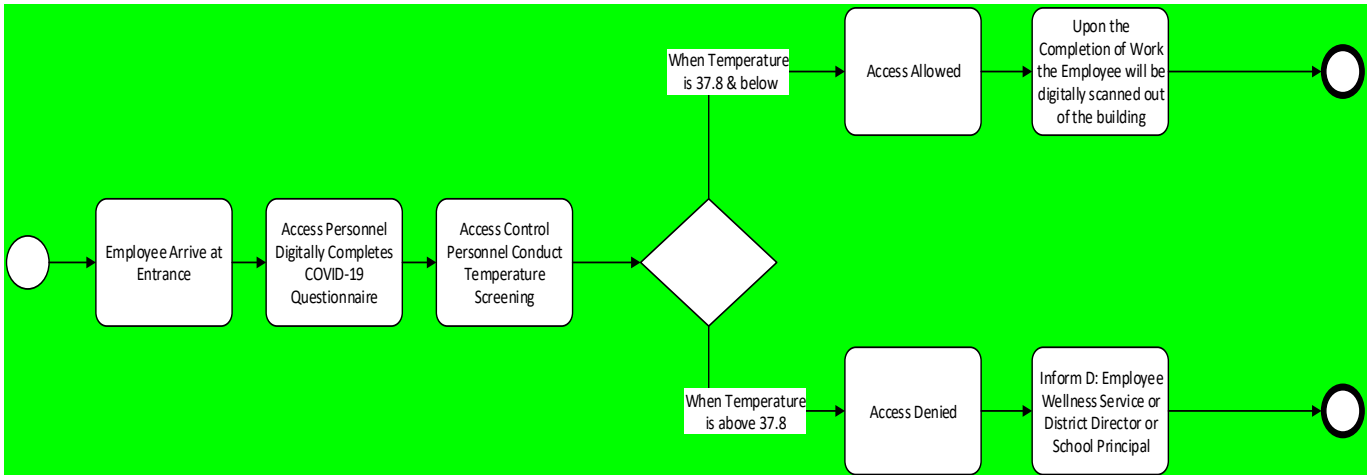 Employee Arrive at
Entrance
Access Personnel
Digitally Completes
COVID-19
Questionnaire
Access Control
Personnel Conduct
Temperature
Screening
When Temperature
is 37.8 & below
Access Allowed
Upon the
Completion of Work
the Employee will be
digitally scanned out
of the building
When Temperature
is above 37.8
Access Denied
Inform D: Employee
Wellness Service or
District Director or
School Principal